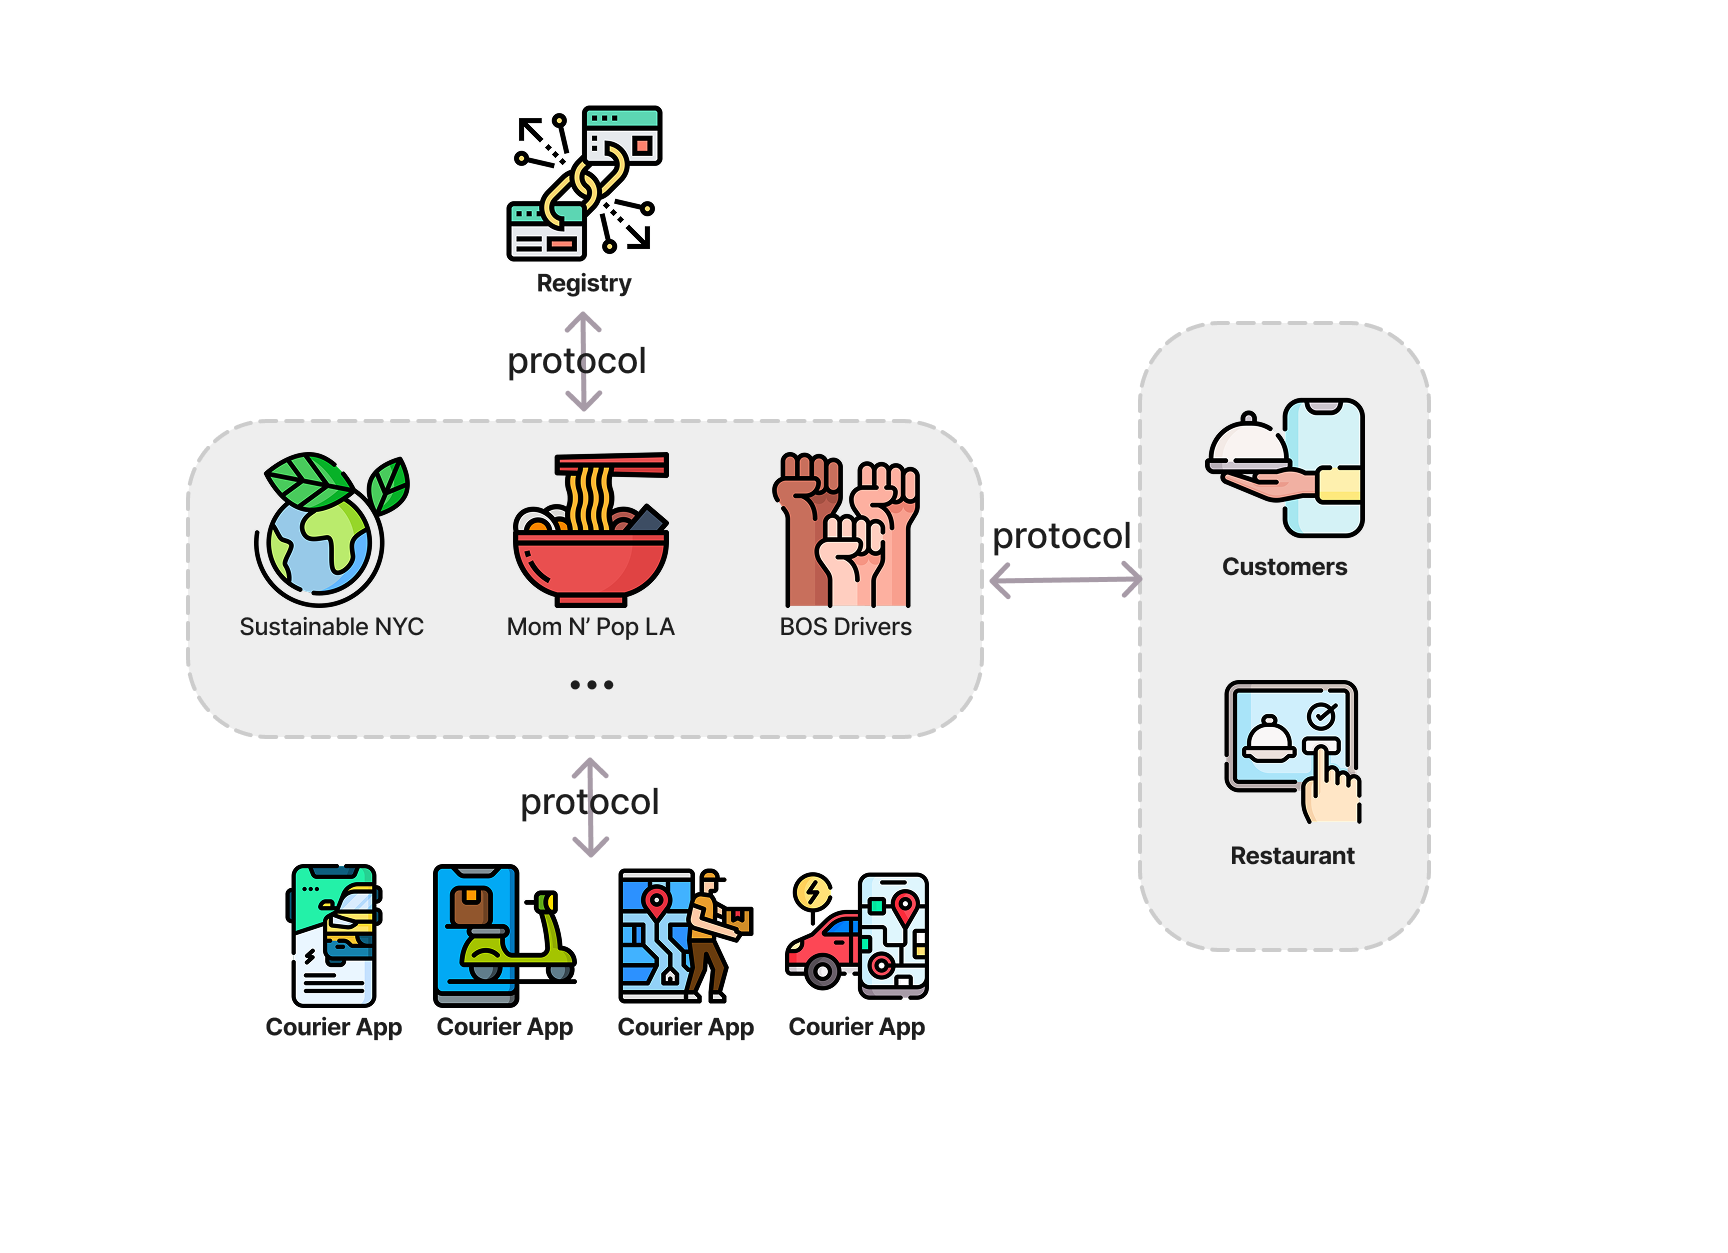 Registry
protocol
Sustainable NYC
Mom N’ Pop LA
BOS Drivers
...
protocol
Customers
Restaurant
protocol
Courier App
Courier App
Courier App
Courier App